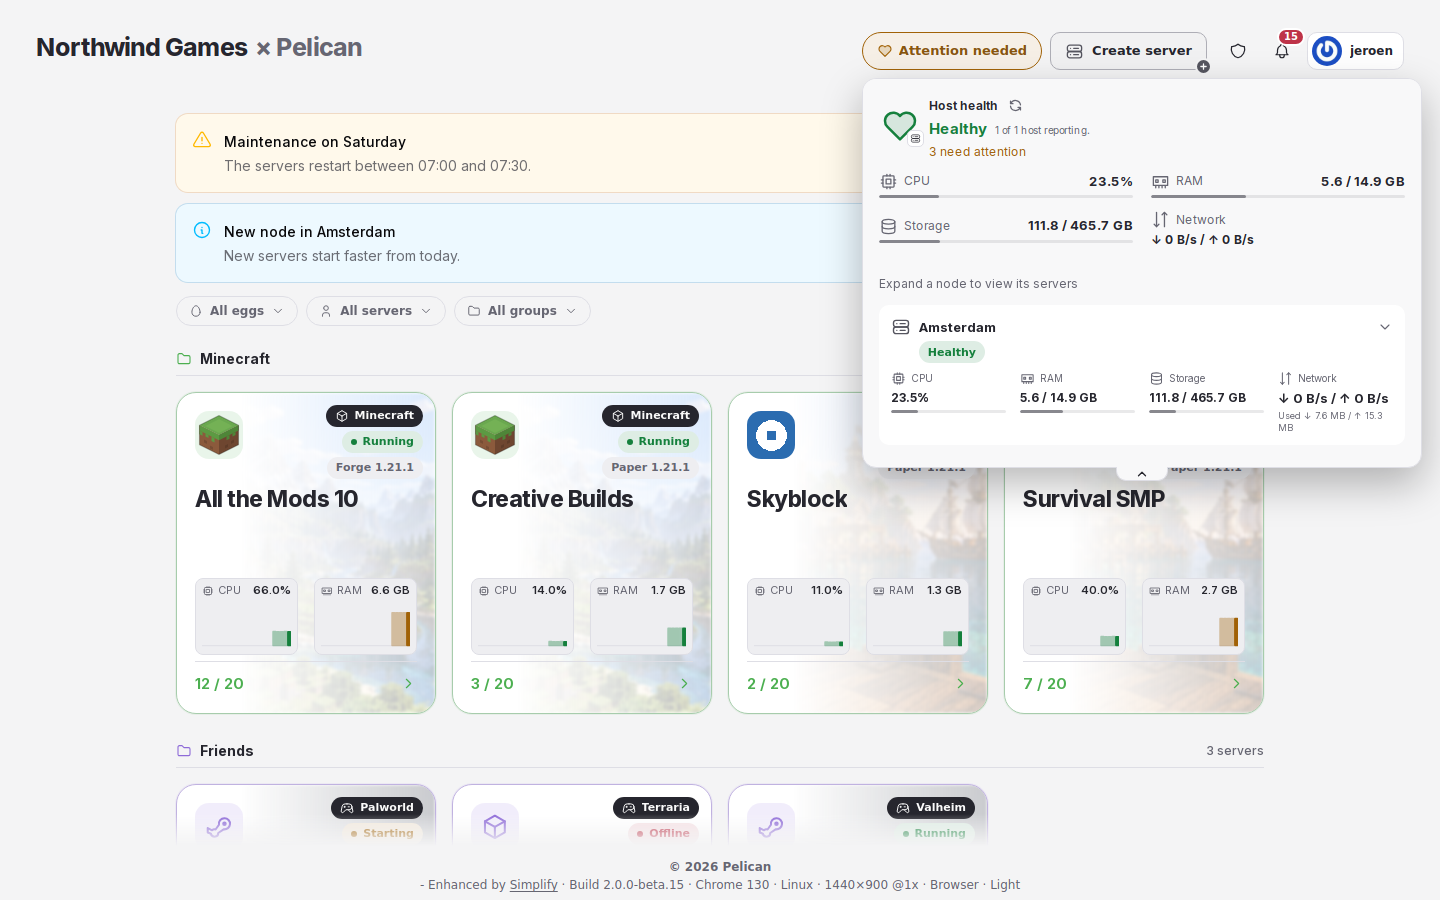 Northwind Games × Pelican
Attention needed
Create server
15
jeroen
Host health
Healthy 1 of 1 host reporting.
3 need attention
CPU 23.5%
RAM 5.6 / 14.9 GB
Storage 111.8 / 465.7 GB
Network
↓ 0 B/s / ↑ 0 B/s
Expand a node to view its servers
Amsterdam
Healthy
CPU
23.5%
RAM
5.6 / 14.9 GB
Storage
111.8 / 465.7 GB
Network
↓ 0 B/s / ↑ 0 B/s
Used ↓ 7.6 MB / ↑ 15.3
MB
Maintenance on Saturday
The servers restart between 07:00 and 07:30.
New node in Amsterdam
New servers start faster from today.
All eggs
All servers
All groups
Minecraft
Minecraft
Running
Forge 1.21.1
All the Mods 10
CPU 66.0%
RAM 6.6 GB
12 / 20
Minecraft
Running
Paper 1.21.1
Creative Builds
CPU 14.0%
RAM 1.7 GB
3 / 20
Paper 1.21.1
Skyblock
CPU 11.0%
RAM 1.3 GB
2 / 20
Paper 1.21.1
Survival SMP
CPU 40.0%
RAM 2.7 GB
7 / 20
Friends
3 servers
Palworld
Starting
Terraria
Offline
Valheim
Running
© 2026 Pelican
- Enhanced by Simplify · Build 2.0.0-beta.15 · Chrome 130 · Linux · 1440×900 @1x · Browser · Light